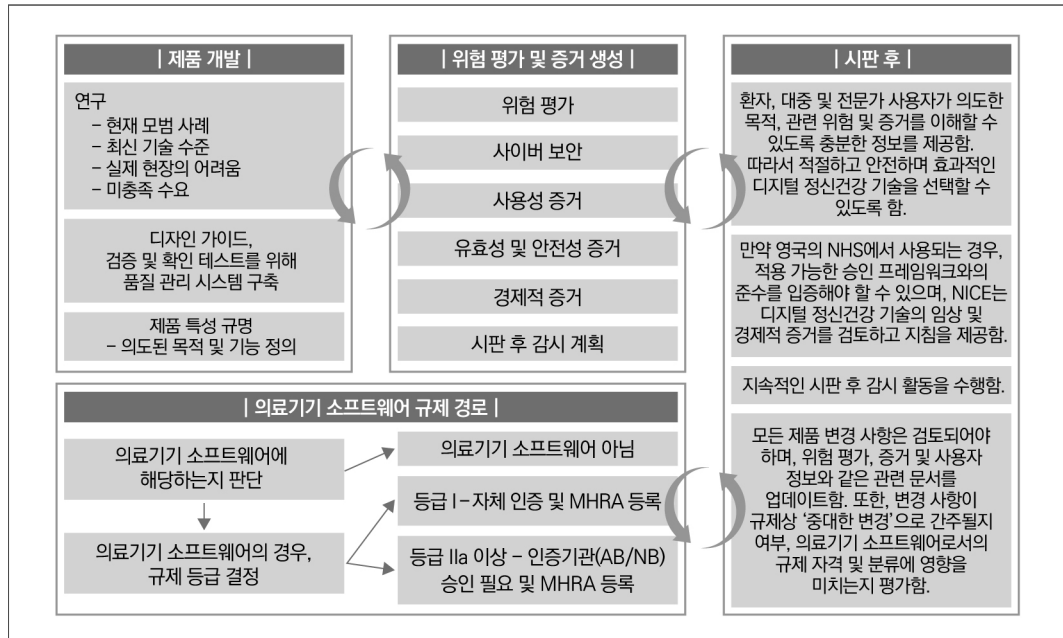 | 제품 개발 |
연구
– 현재 모범 사례
– 최신 기술 수준
– 실제 현장의 어려움
– 미충족 수요
디자인 가이드,
검증 및 확인 테스트를 위해
품질 관리 시스템 구축
제품 특성 규명
– 의도된 목적 및 기능 정의
| 위험 평가 및 증거 생성 |
위험 평가
사이버 보안
사용성 증거
유효성 및 안전성 증거
경제적 증거
시판 후 감시 계획
| 의료기기 소프트웨어 규제 경로 |
의료기기 소프트웨어에
해당하는지 판단
의료기기 소프트웨어의 경우,
규제 등급 결정
의료기기 소프트웨어 아님
등급 I – 자체 인증 및 MHRA 등록
등급 IIa 이상 – 인증기관(AB/NB)
승인 필요 및 MHRA 등록
| 시판 후 |
환자, 대중 및 전문가 사용자가 의도한
목적, 관련 위험 및 증거를 이해할 수
있도록 충분한 정보를 제공함.
따라서 적절하고 안전하며 효과적인
디지털 정신건강 기술을 선택할 수
있도록 함.
만약 영국의 NHS에서 사용되는 경우,
적용 가능한 승인 프레임워크와의
준수를 입증해야 할 수 있으며, NICE는
디지털 정신건강 기술의 임상 및
경제적 증거를 검토하고 지침을 제공함.
지속적인 시판 후 감시 활동을 수행함.
모든 제품 변경 사항은 검토되어야
하며, 위험 평가, 증거 및 사용자
정보와 같은 관련 문서를
업데이트함. 또한, 변경 사항이
규제상 ‘중대한 변경’으로 간주될지
여부, 의료기기 소프트웨어로서의
규제 자격 및 분류에 영향을
미치는지 평가함.